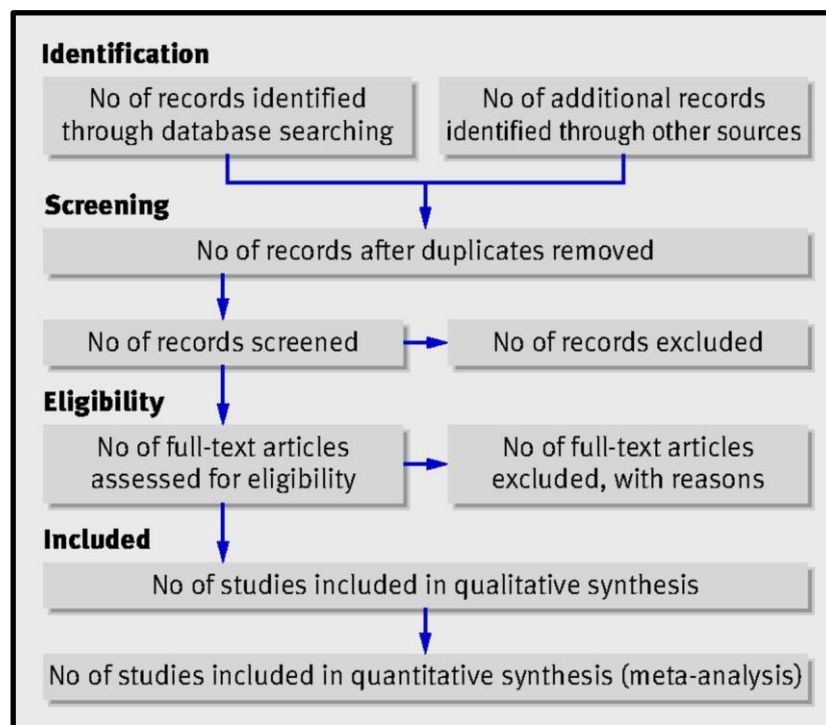 Identification
No of records identified
through database searching
No of additional records
identified through other sources
Screening
No of records after duplicates removed
No of records screened
No of records excluded
Eligibility
No of full-text articles
assessed for eligibility
No of full-text articles
excluded, with reasons
Included
No of studies included in qualitative synthesis
No of studies included in quantitative synthesis (meta-analysis)